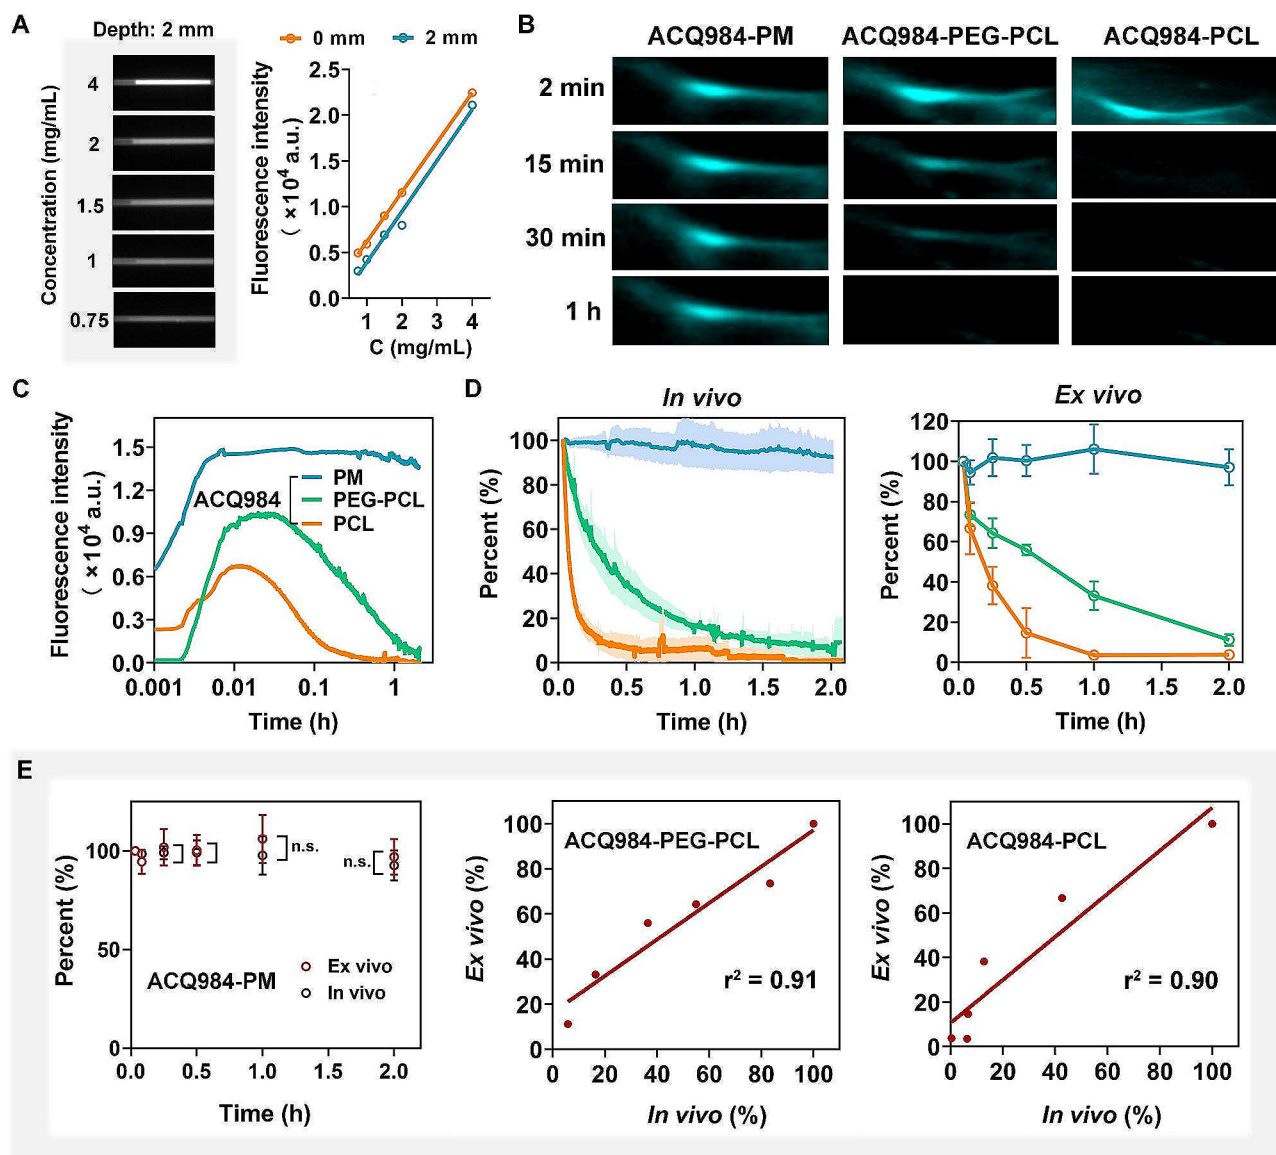 A
Depth: 2 mm
Concentration (mg/mL)
4
2
1.5
1
0.75
0 mm
2 mm
Fluorescence intensity
( ×10⁴ a.u.)
2.5
2.0
1.5
1.0
0.5
0.0
1 2 3 4
C (mg/mL)
B
ACQ984-PM ACQ984-PEG-PCL ACQ984-PCL
2 min
15 min
30 min
1 h
C
Fluorescence intensity
( ×10⁴ a.u.)
1.5
1.2
0.9
0.6
0.3
0.0
ACQ984
PM
PEG-PCL
PCL
0.001 0.01 0.1 1
Time (h)
D
In vivo
Percent (%)
100
80
60
40
20
0
0.5 1.0 1.5 2.0
Time (h)
Ex vivo
Percent (%)
120
100
80
60
40
20
0
0.0 0.5 1.0 1.5 2.0
Time (h)
E
Percent (%)
100
50
0
n.s.
n.s.
ACQ984-PM
Ex vivo
In vivo
0.0 0.5 1.0 1.5 2.0
Time (h)
ACQ984-PEG-PCL
Ex vivo (%)
100
80
60
40
20
0
r² = 0.91
0 20 40 60 80 100
In vivo (%)
ACQ984-PCL
Ex vivo (%)
100
80
60
40
20
0
r² = 0.90
0 20 40 60 80 100
In vivo (%)